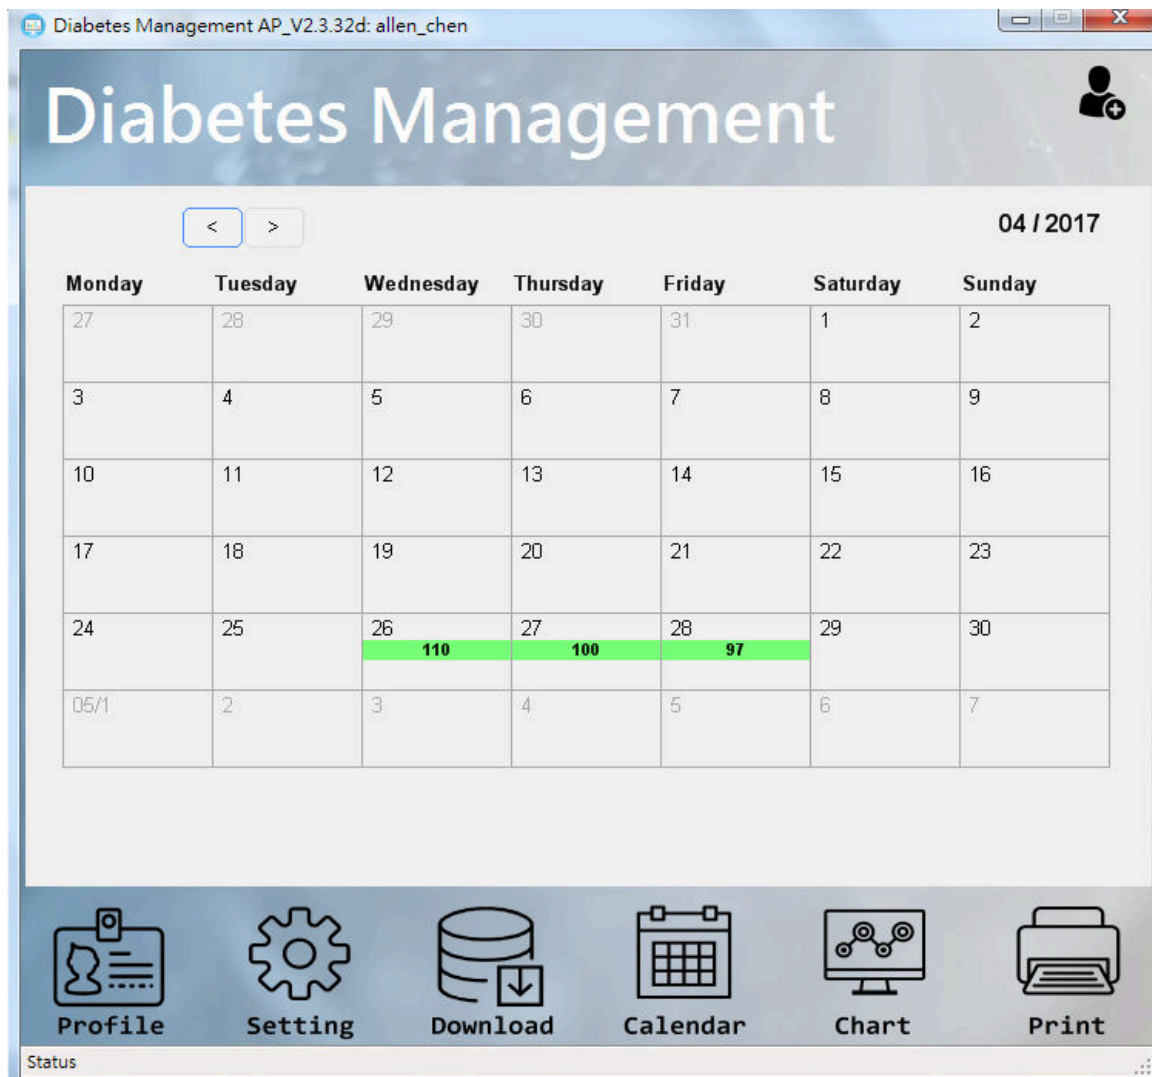 Diabetes Management AP_V2.3.32d: allen_chen
Diabetes Management
< > 04 / 2017
Monday Tuesday Wednesday Thursday Friday Saturday Sunday
27 28 29 30 31 1 2
3 4 5 6 7 8 9
10 11 12 13 14 15 16
17 18 19 20 21 22 23
24 25 26 27 28 29 30
110 100 97
05/1 2 3 4 5 6 7
Profile Setting Download Calendar Chart Print
Status